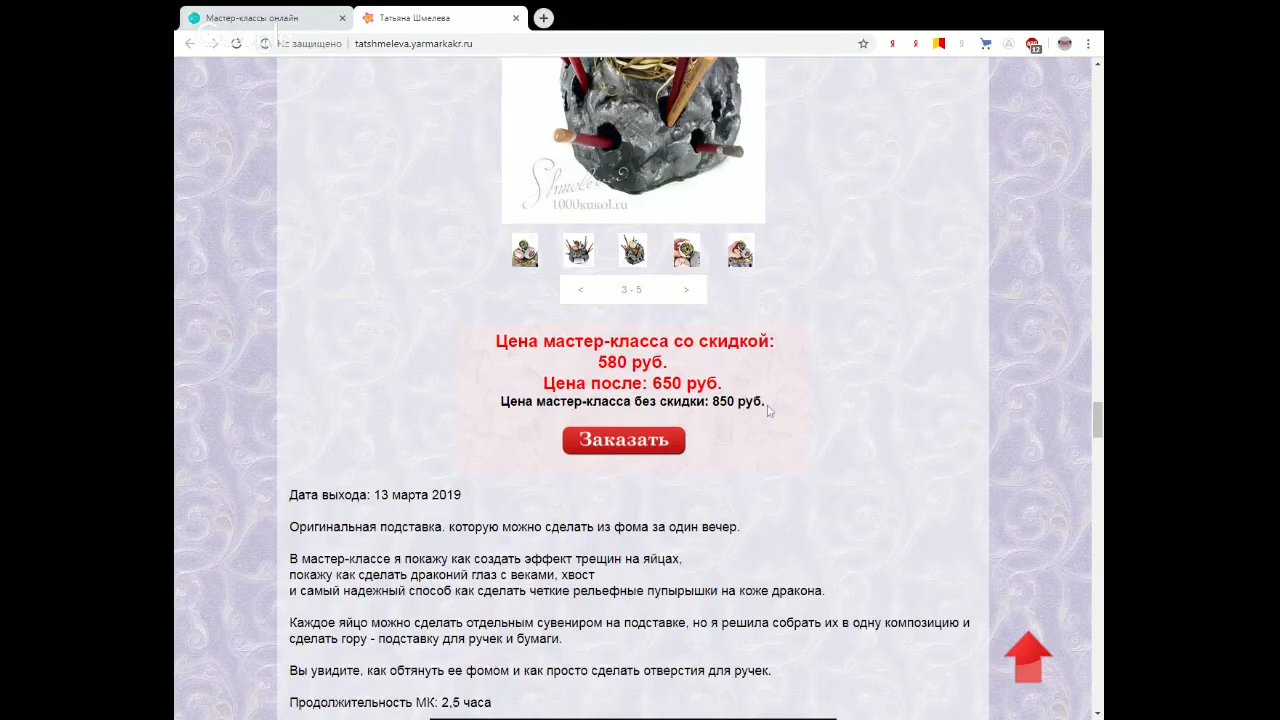 Мастер-классы онлайн
Татьяна Шмелева
Не защищено
tatshmeleva.yarmarkakr.ru
12
Shmeleva
1000кукол.ru
< 3 - 5 >
Цена мастер-класса со скидкой:
580 руб.
Цена после: 650 руб.
Цена мастер-класса без скидки: 850 руб.
Заказать
Дата выхода: 13 марта 2019
Оригинальная подставка. которую можно сделать из фома за один вечер.
В мастер-классе я покажу как создать эффект трещин на яйцах,
покажу как сделать драконий глаз с веками, хвост
и самый надежный способ как сделать четкие рельефные пупырышки на коже дракона.
Каждое яйцо можно сделать отдельным сувениром на подставке, но я решила собрать их в одну композицию и
сделать гору - подставку для ручек и бумаги.
Вы увидите, как обтянуть ее фомом и как просто сделать отверстия для ручек.
Продолжительность МК: 2,5 часа